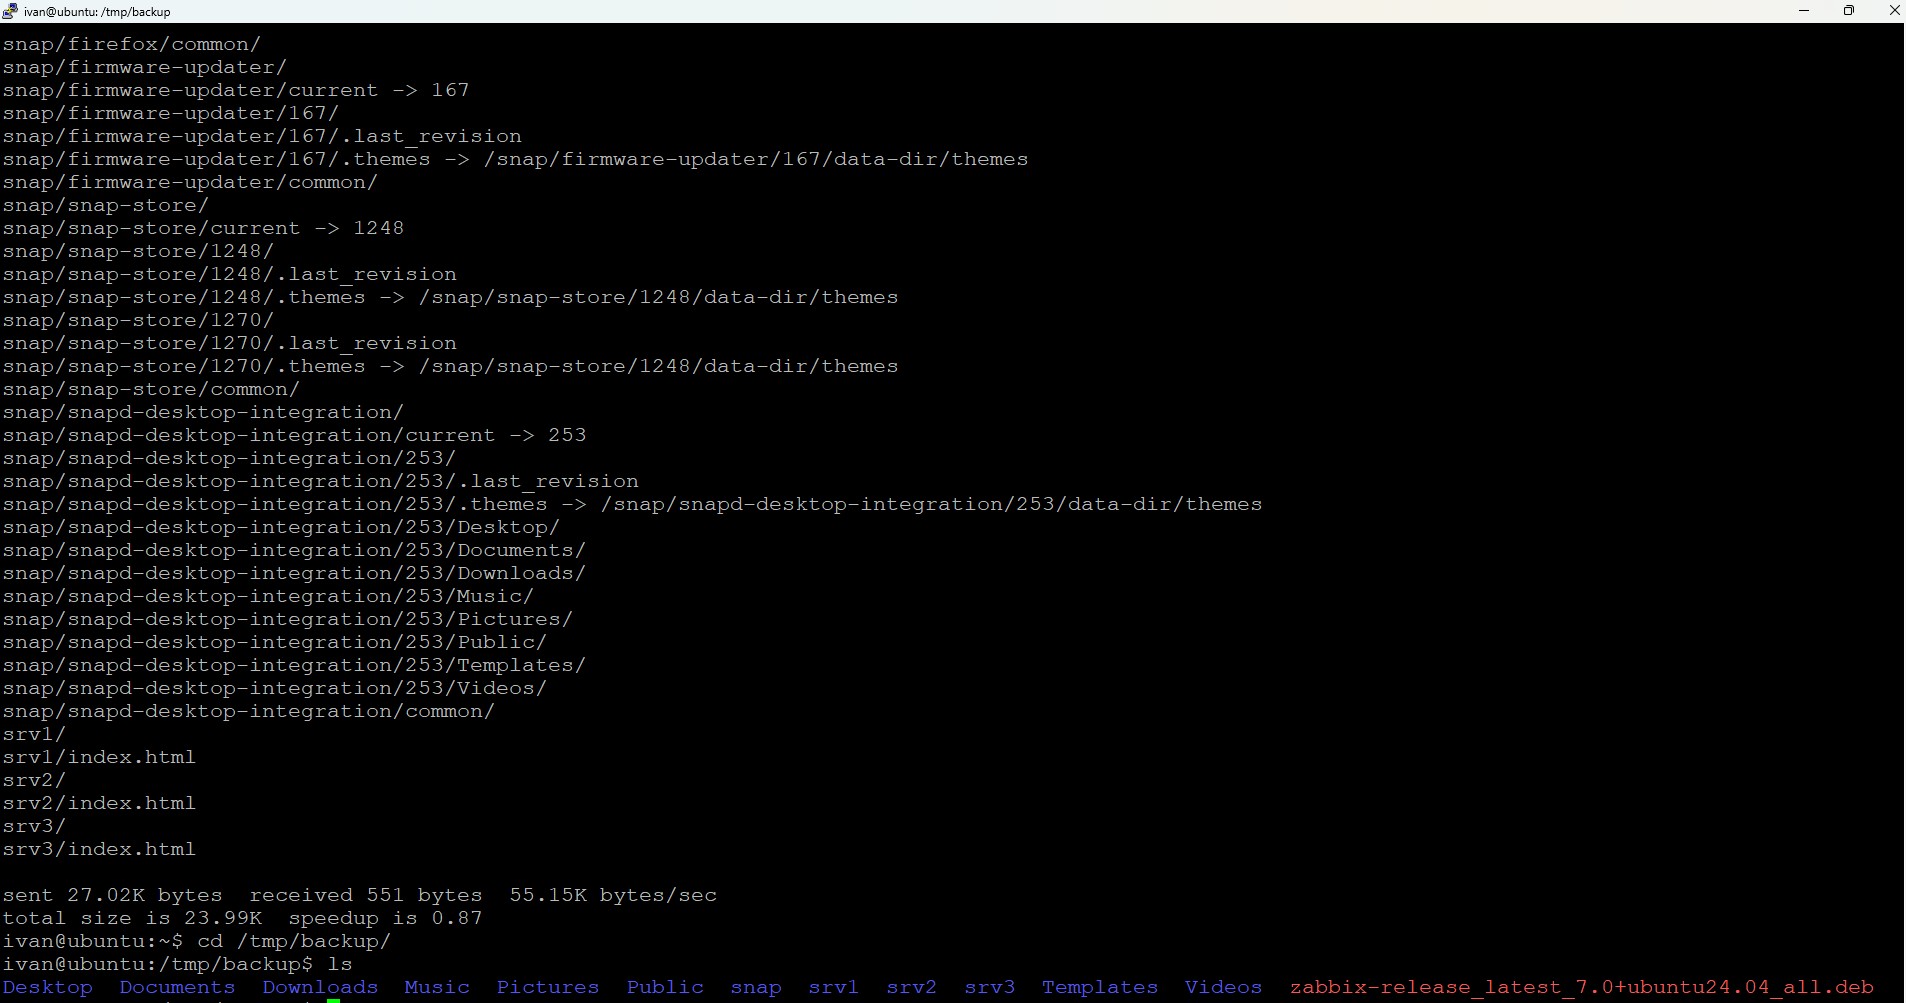 ivan@ubuntu: /tmp/backup
snap/firefox/common/
snap/firmware-updater/
snap/firmware-updater/current -> 167
snap/firmware-updater/167/
snap/firmware-updater/167/.last_revision
snap/firmware-updater/167/.themes -> /snap/firmware-updater/167/data-dir/themes
snap/firmware-updater/common/
snap/snap-store/
snap/snap-store/current -> 1248
snap/snap-store/1248/
snap/snap-store/1248/.last_revision
snap/snap-store/1248/.themes -> /snap/snap-store/1248/data-dir/themes
snap/snap-store/1270/
snap/snap-store/1270/.last_revision
snap/snap-store/1270/.themes -> /snap/snap-store/1248/data-dir/themes
snap/snap-store/common/
snap/snapd-desktop-integration/
snap/snapd-desktop-integration/current -> 253
snap/snapd-desktop-integration/253/
snap/snapd-desktop-integration/253/.last_revision
snap/snapd-desktop-integration/253/.themes -> /snap/snapd-desktop-integration/253/data-dir/themes
snap/snapd-desktop-integration/253/Desktop/
snap/snapd-desktop-integration/253/Documents/
snap/snapd-desktop-integration/253/Downloads/
snap/snapd-desktop-integration/253/Music/
snap/snapd-desktop-integration/253/Pictures/
snap/snapd-desktop-integration/253/Public/
snap/snapd-desktop-integration/253/Templates/
snap/snapd-desktop-integration/253/Videos/
snap/snapd-desktop-integration/common/
srv1/
srv1/index.html
srv2/
srv2/index.html
srv3/
srv3/index.html
sent 27.02K bytes  received 551 bytes  55.15K bytes/sec
total size is 23.99K  speedup is 0.87
ivan@ubuntu:~$ cd /tmp/backup/
ivan@ubuntu:/tmp/backup$ ls
Desktop  Documents  Downloads  Music  Pictures  Public  snap  srv1  srv2  srv3  Templates  Videos  zabbix-release_latest_7.0+ubuntu24.04_all.deb